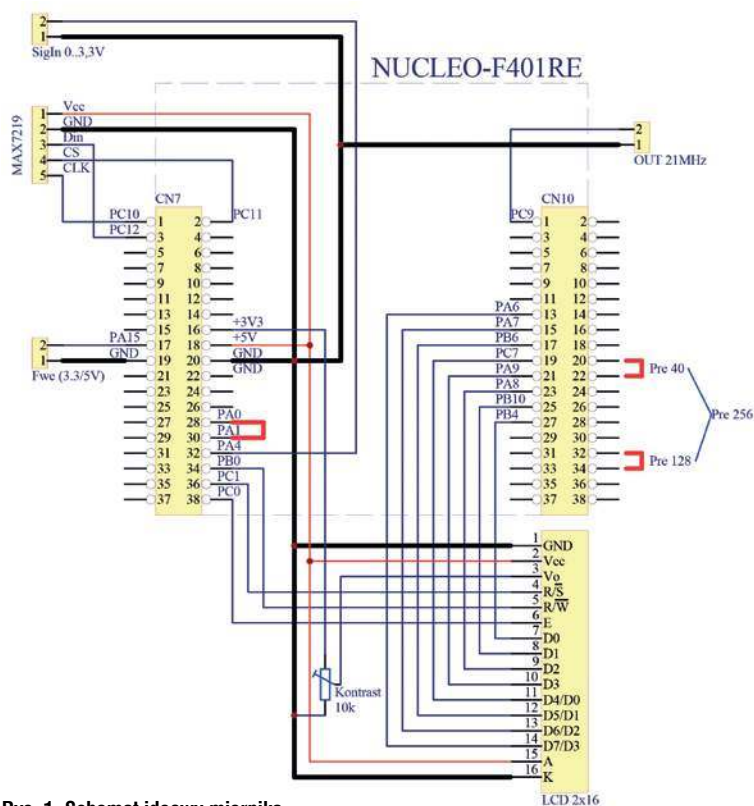 2
1
SigIn 0..3,3V
NUCLEO-F401RE
MAX7219
1 Vcc
2 GND
3 Din
4 CS
5 CLK
2
1
OUT 21MHz
CN7
PC10 1 2 PC11
PC12 3 4
5 6
7 8
9 10
11 12
13 14
15 16 +3V3
PA15 17 18 +5V
GND 19 20 GND
21 22 GND
23 24
25 26
27 28 PA0
29 30 PA1
31 32 PA4
33 34 PB0
35 36 PC1
37 38 PC0
2
1
Fwe (3.3/5V)
CN10
PC9 1 2
3 4
5 6
7 8
9 10
11 12
PA6 13 14
PA7 15 16
PB6 17 18
PC7 19 20
PA9 21 22
PA8 23 24
PB10 25 26
PB4 27 28
29 30
31 32
33 34
35 36
37 38
Pre 40
Pre 256
Pre 128
1 GND
2 Vcc
3 Vo
4 R/S
5 R/W
6 E
7 D0
8 D1
9 D2
10 D3
11 D4/D0
12 D5/D1
13 D6/D2
14 D7/D3
15 A
16 K
LCD 2x16
Kontrast
10k
Rys. 1. Schemat ideowy miernika